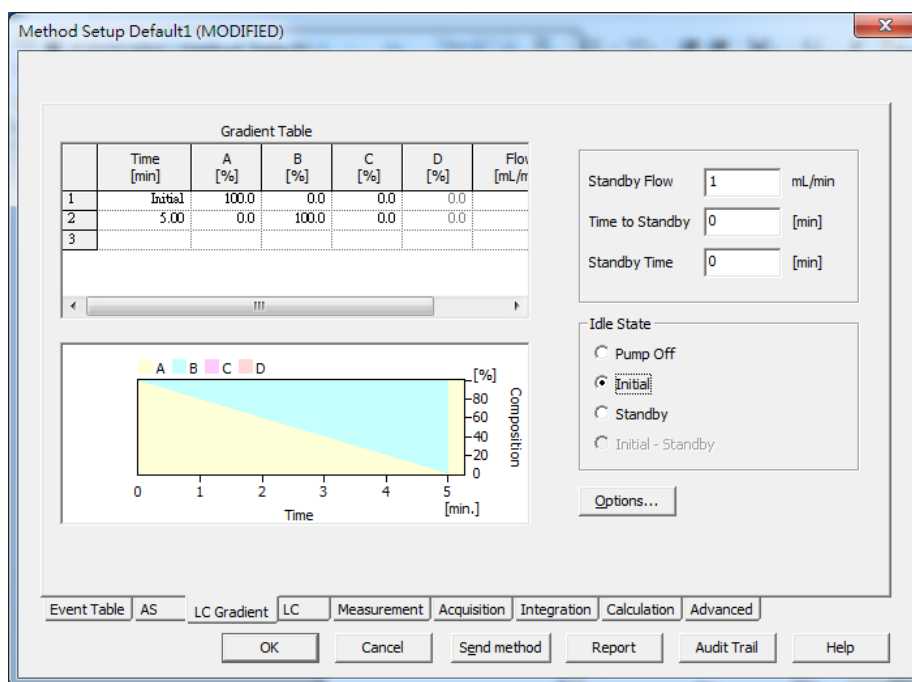 Method Setup Default1 (MODIFIED)
Gradient Table
Time [min] A [%] B [%] C [%] D [%] [mL/m
1 Initial 100.0 0.0 0.0 0.0
2 5.00 0.0 100.0 0.0 0.0
3
Standby Flow 1 mL/min
Time to Standby 0 [min]
Standby Time 0 [min]
Idle State
Pump Off
Initial
Standby
Initial - Standby
Options...
A B C D
[%]
80
60
40
20
0
Composition
0 1 2 3 4 5
Time [min.]
Event Table AS LC Gradient LC Measurement Acquisition Integration Calculation Advanced
OK Cancel Send method Report Audit Trail Help